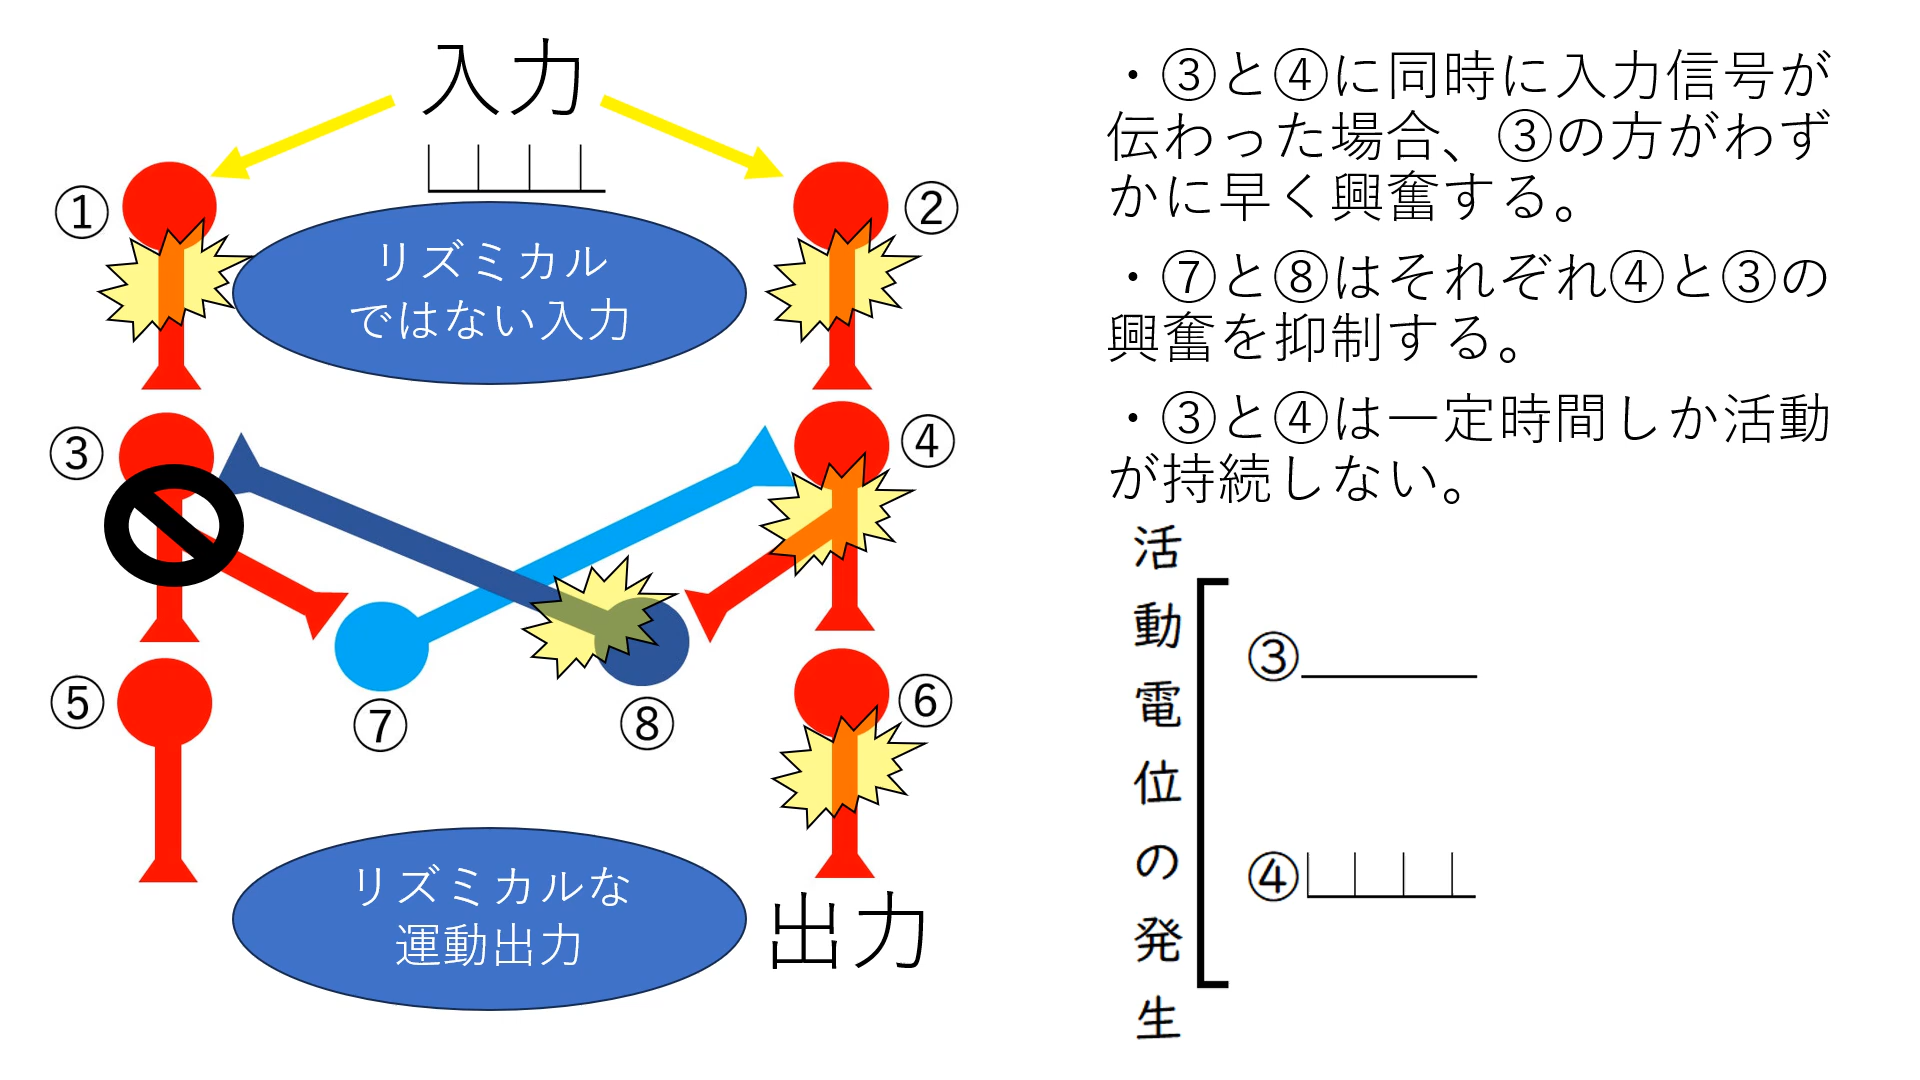 入力
①
②
リズミカル
ではない入力
③
④
⑤
⑥
⑦
⑧
リズミカルな
運動出力
出力
・③と④に同時に入力信号が
伝わった場合、③の方がわず
かに早く興奮する。
・⑦と⑧はそれぞれ④と③の
興奮を抑制する。
・③と④は一定時間しか活動
が持続しない。
活動電位の発生
③
④